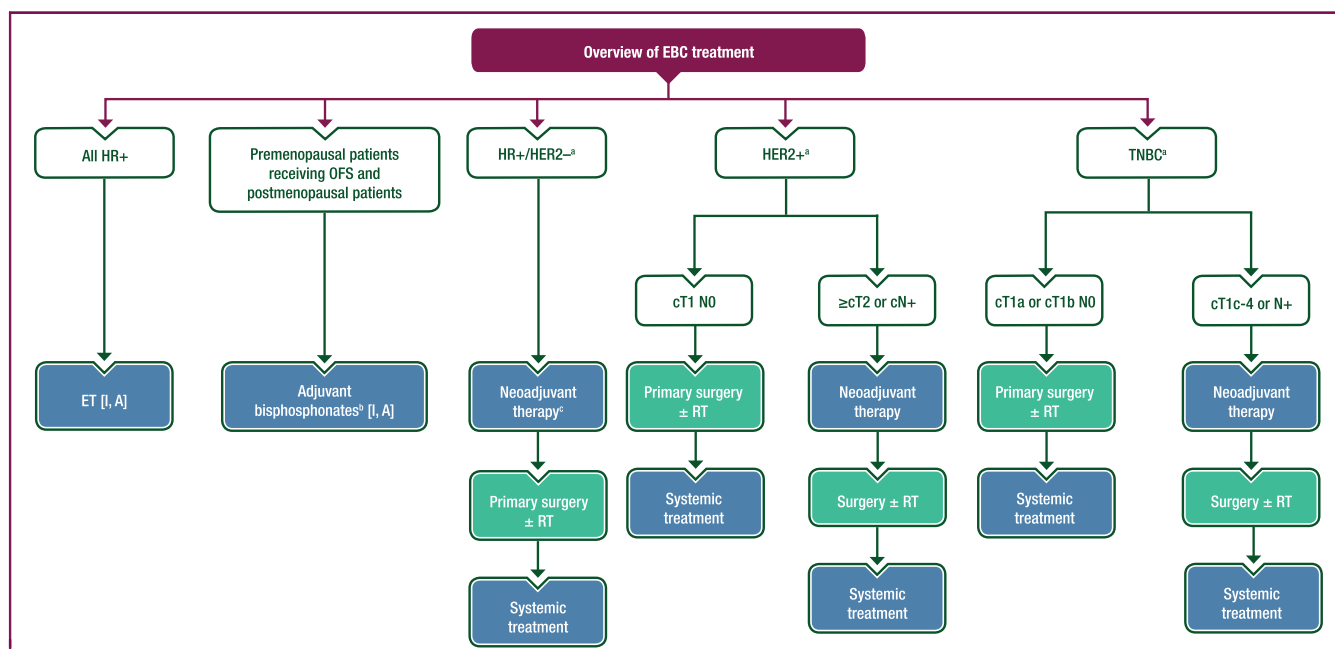 Overview of EBC treatment
All HR+
Premenopausal patients
receiving OFS and
postmenopausal patients
HR+/HER2–ᵃ
HER2+ᵃ
TNBCᵃ
cT1 N0
≥cT2 or cN+
cT1a or cT1b N0
cT1c-4 or N+
ET [I, A]
Adjuvant
bisphosphonatesᵇ [I, A]
Neoadjuvant
therapyᶜ
Primary surgery
± RT
Neoadjuvant
therapy
Primary surgery
± RT
Neoadjuvant
therapy
Primary surgery
± RT
Systemic
treatment
Surgery ± RT
Systemic
treatment
Surgery ± RT
Systemic
treatment
Systemic
treatment
Systemic
treatment